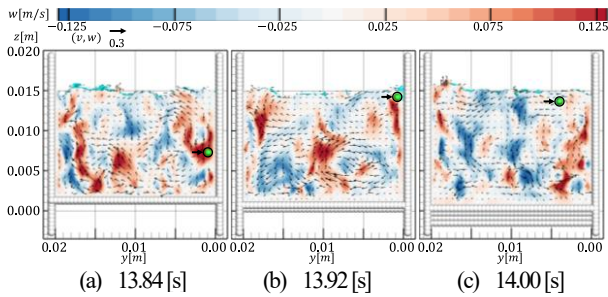 w[m/s] −0.125 −0.075 −0.025 0.025 0.075 0.125
z[m] (v, w) 0.3
0.020
(a) (b) (c)
0.015
0.010
0.005
0.000
0.02 0.01 0.00 0.02 0.01 0.00 0.02 0.01 0.00
y[m] y[m] y[m]
(a) 13.84 [s] (b) 13.92 [s] (c) 14.00 [s]